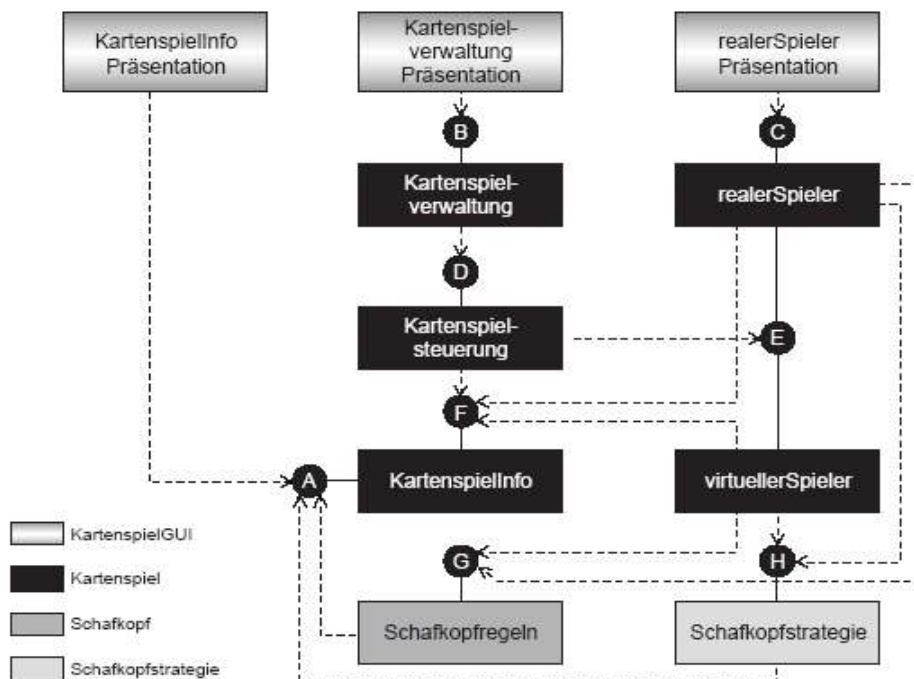 KartenspielInfo
Präsentation
Kartenspiel-
verwaltung
Präsentation
realerSpieler
Präsentation
B
C
Kartenspiel-
verwaltung
realerSpieler
D
Kartenspiel-
steuerung
E
F
A
KartenspielInfo
virtuellerSpieler
G
H
Schafkopfregeln
Schafkopfstrategie
KartenspielGUI
Kartenspiel
Schafkopf
Schafkopfstrategie